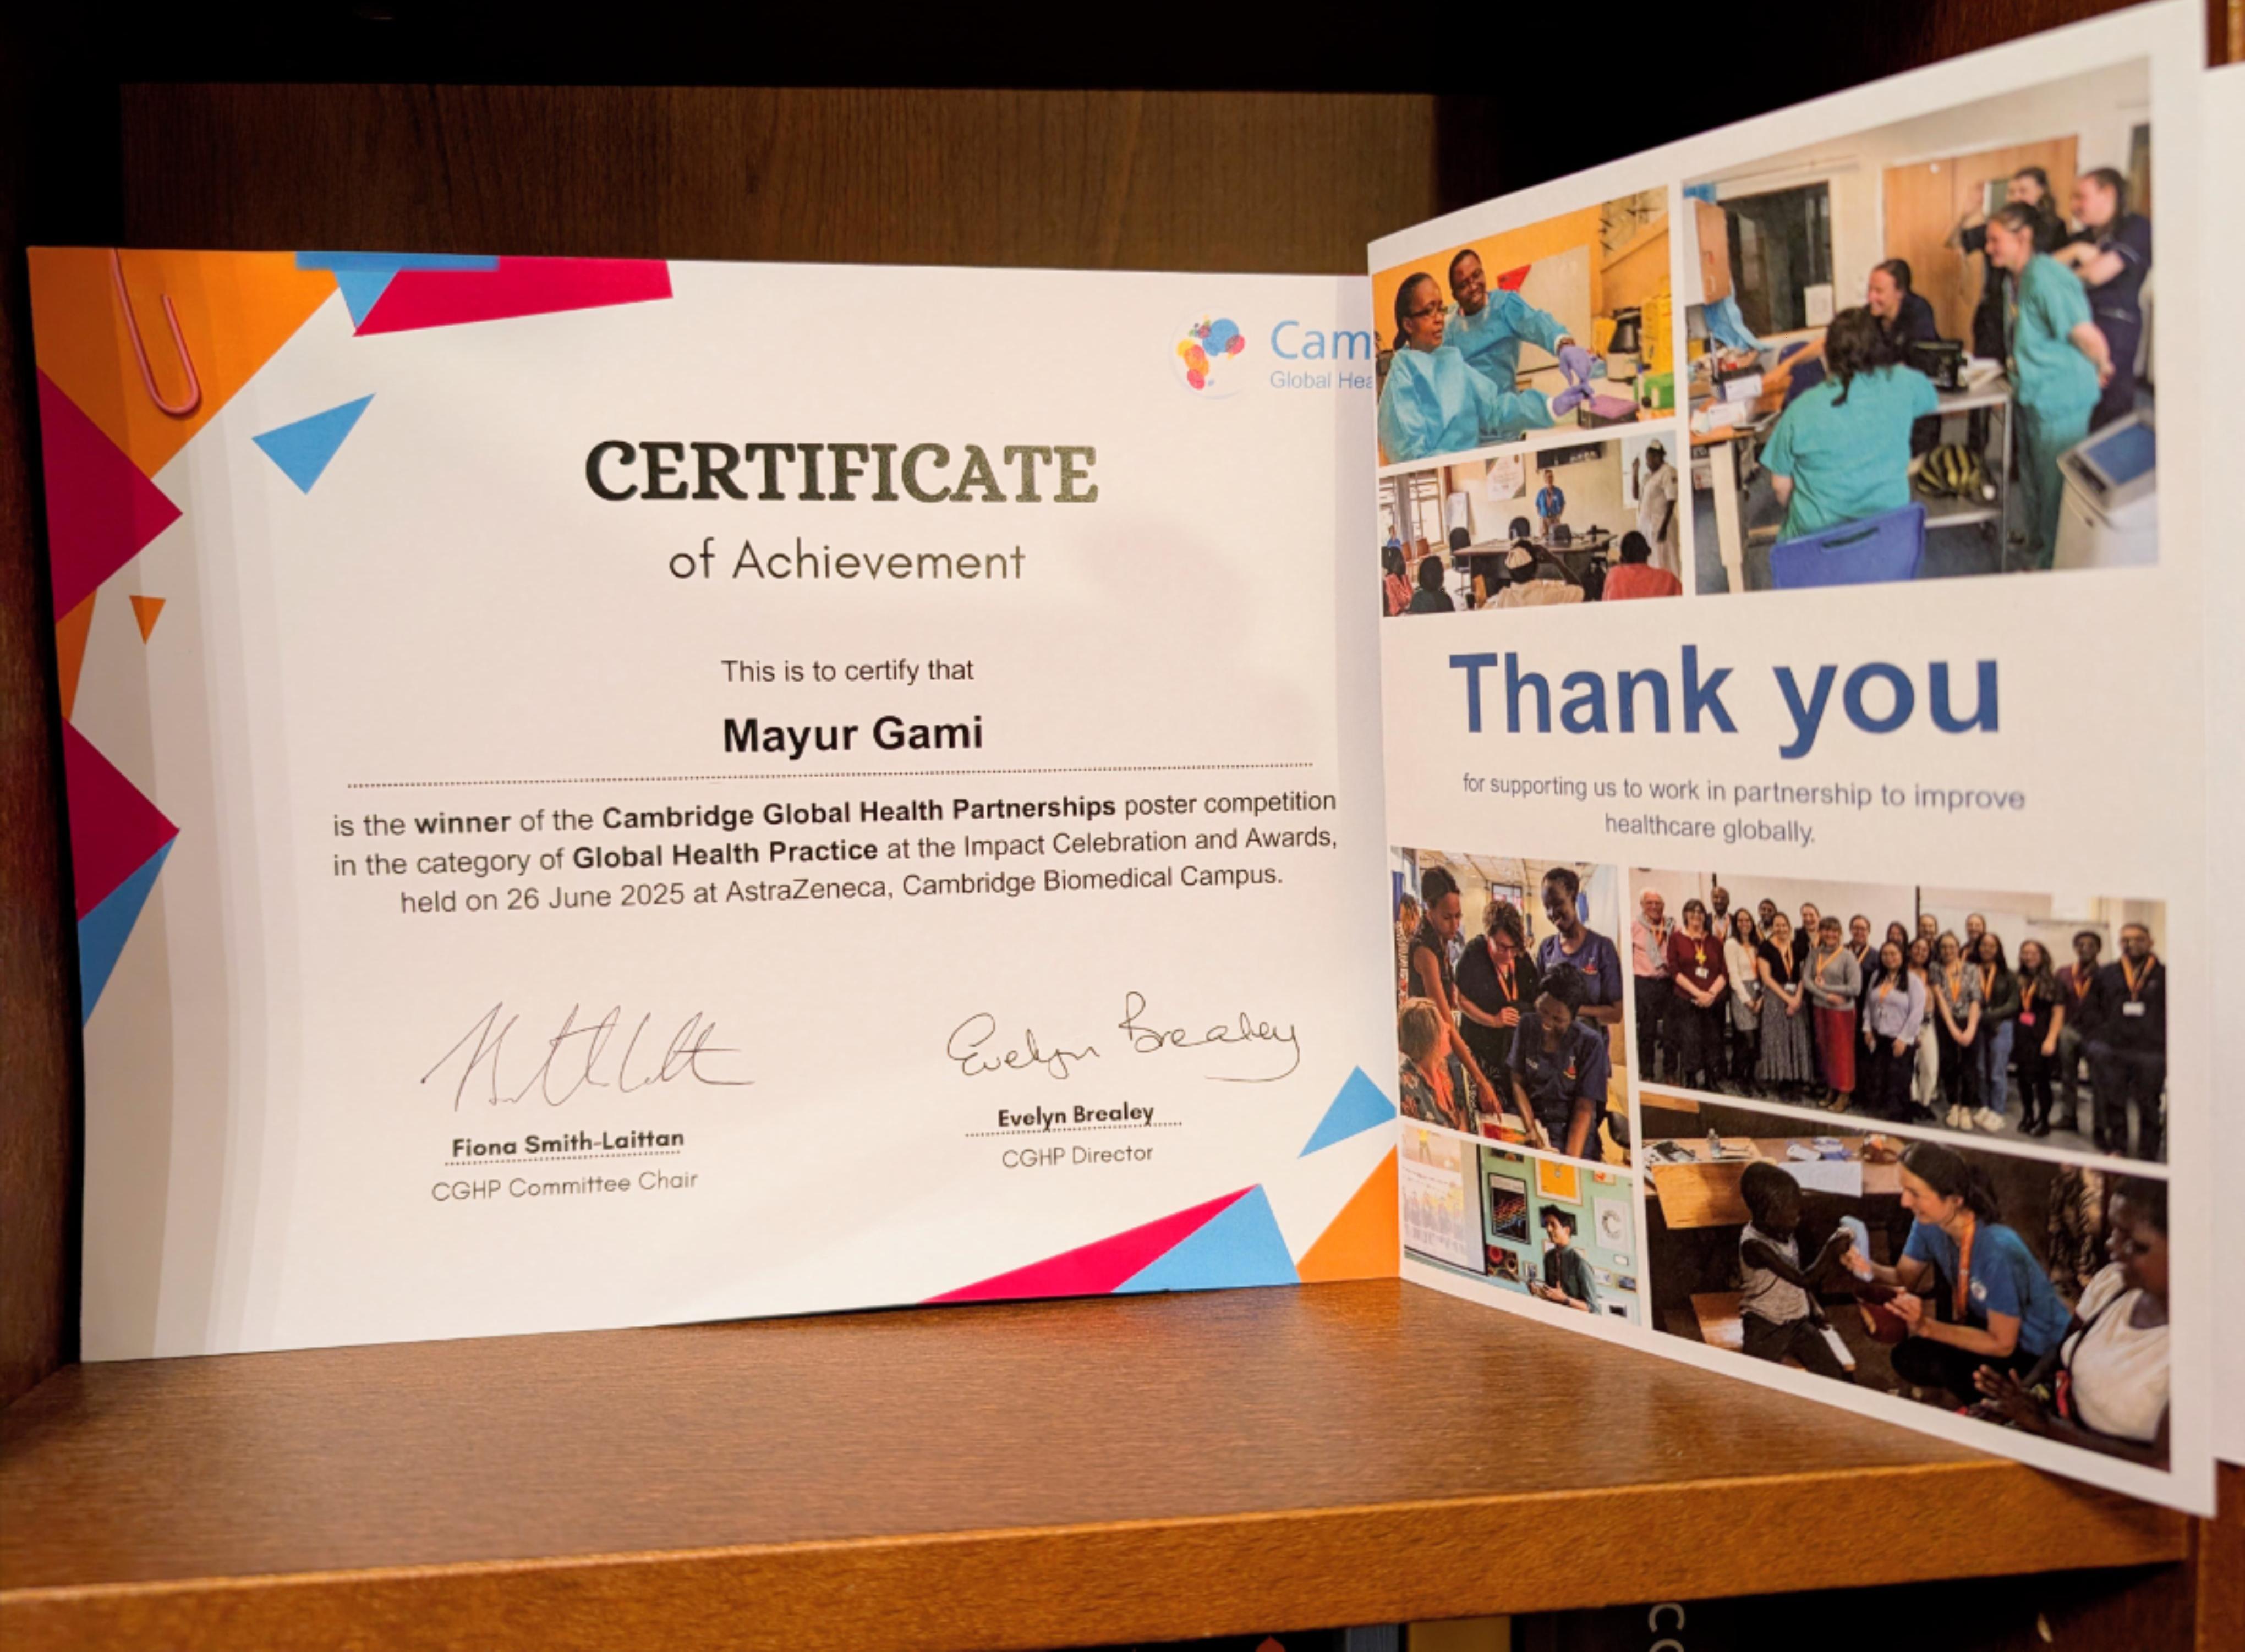 Cam
Global Hea
CERTIFICATE
of Achievement
This is to certify that
Mayur Gami
is the winner of the Cambridge Global Health Partnerships poster competition
in the category of Global Health Practice at the Impact Celebration and Awards,
held on 26 June 2025 at AstraZeneca, Cambridge Biomedical Campus.
Evelyn Brealey
Fiona Smith-Laittan
CGHP Committee Chair
Evelyn Brealey
CGHP Director
Thank you
for supporting us to work in partnership to improve
healthcare globally.